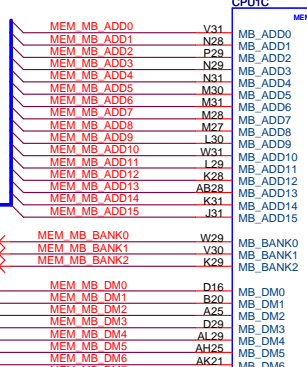 CPU1C
MEM
MEM_MB_ADD0 V31 MB_ADD0
MEM_MB_ADD1 N28 MB_ADD1
MEM_MB_ADD2 P29 MB_ADD2
MEM_MB_ADD3 N29 MB_ADD3
MEM_MB_ADD4 N31 MB_ADD4
MEM_MB_ADD5 M30 MB_ADD5
MEM_MB_ADD6 M31 MB_ADD6
MEM_MB_ADD7 M28 MB_ADD7
MEM_MB_ADD8 M27 MB_ADD8
MEM_MB_ADD9 L30 MB_ADD9
MEM_MB_ADD10 W31 MB_ADD10
MEM_MB_ADD11 L29 MB_ADD11
MEM_MB_ADD12 K28 MB_ADD12
MEM_MB_ADD13 AB28 MB_ADD13
MEM_MB_ADD14 K31 MB_ADD14
MEM_MB_ADD15 J31 MB_ADD15
MEM_MB_BANK0 W29 MB_BANK0
MEM_MB_BANK1 V30 MB_BANK1
MEM_MB_BANK2 K29 MB_BANK2
MEM_MB_DM0 D16 MB_DM0
MEM_MB_DM1 B20 MB_DM1
MEM_MB_DM2 A25 MB_DM2
MEM_MB_DM3 D29 MB_DM3
MEM_MB_DM4 AL29 MB_DM4
MEM_MB_DM5 AH25 MB_DM5
MEM_MB_DM6 AK21 MB_DM6